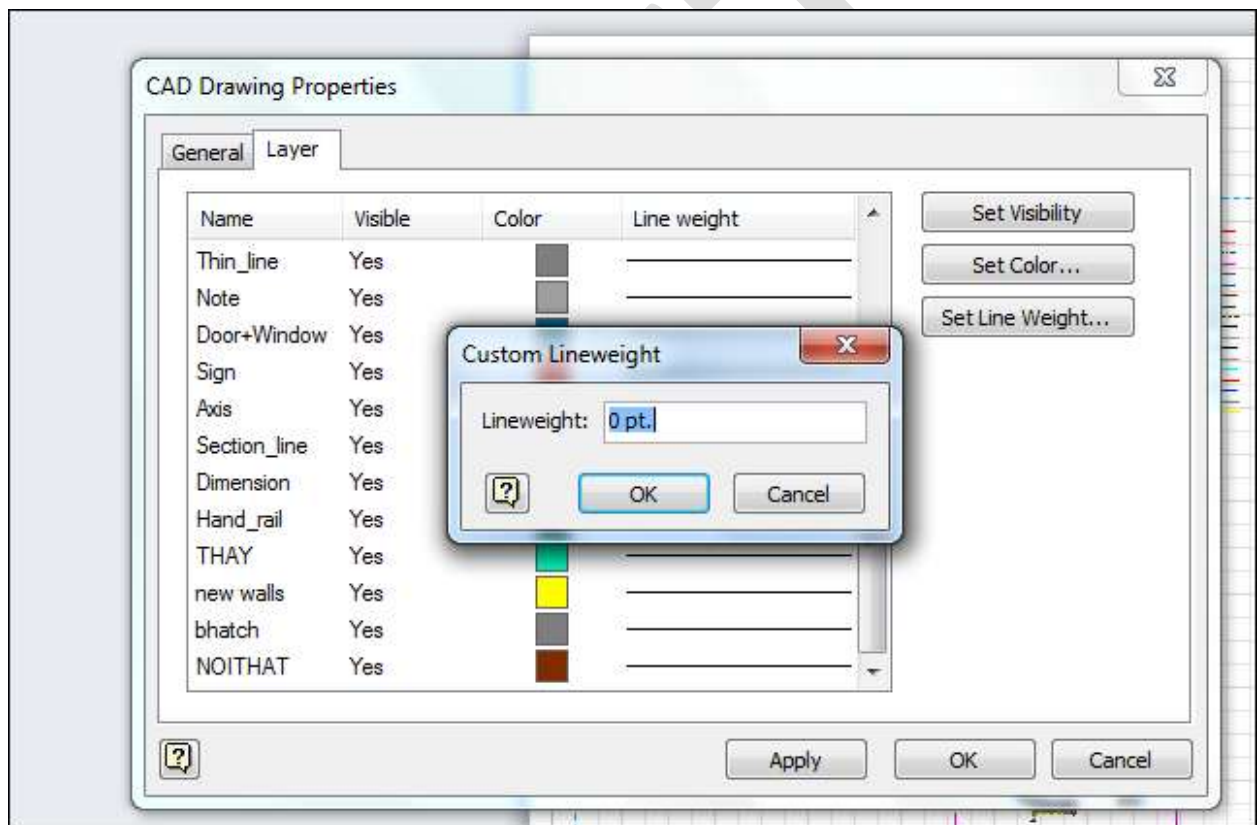 CAD Drawing Properties
General Layer
Name Visible Color Line weight
Set Visibility
Thin_line Yes
Set Color...
Note Yes
Set Line Weight...
Door+Window Yes
Custom Lineweight
Sign Yes
Axis Yes
Lineweight: 0 pt.
Section_line Yes
Dimension Yes
OK Cancel
Hand_rail Yes
THAY Yes
new walls Yes
bhatch Yes
NOITHAT Yes
Apply OK Cancel